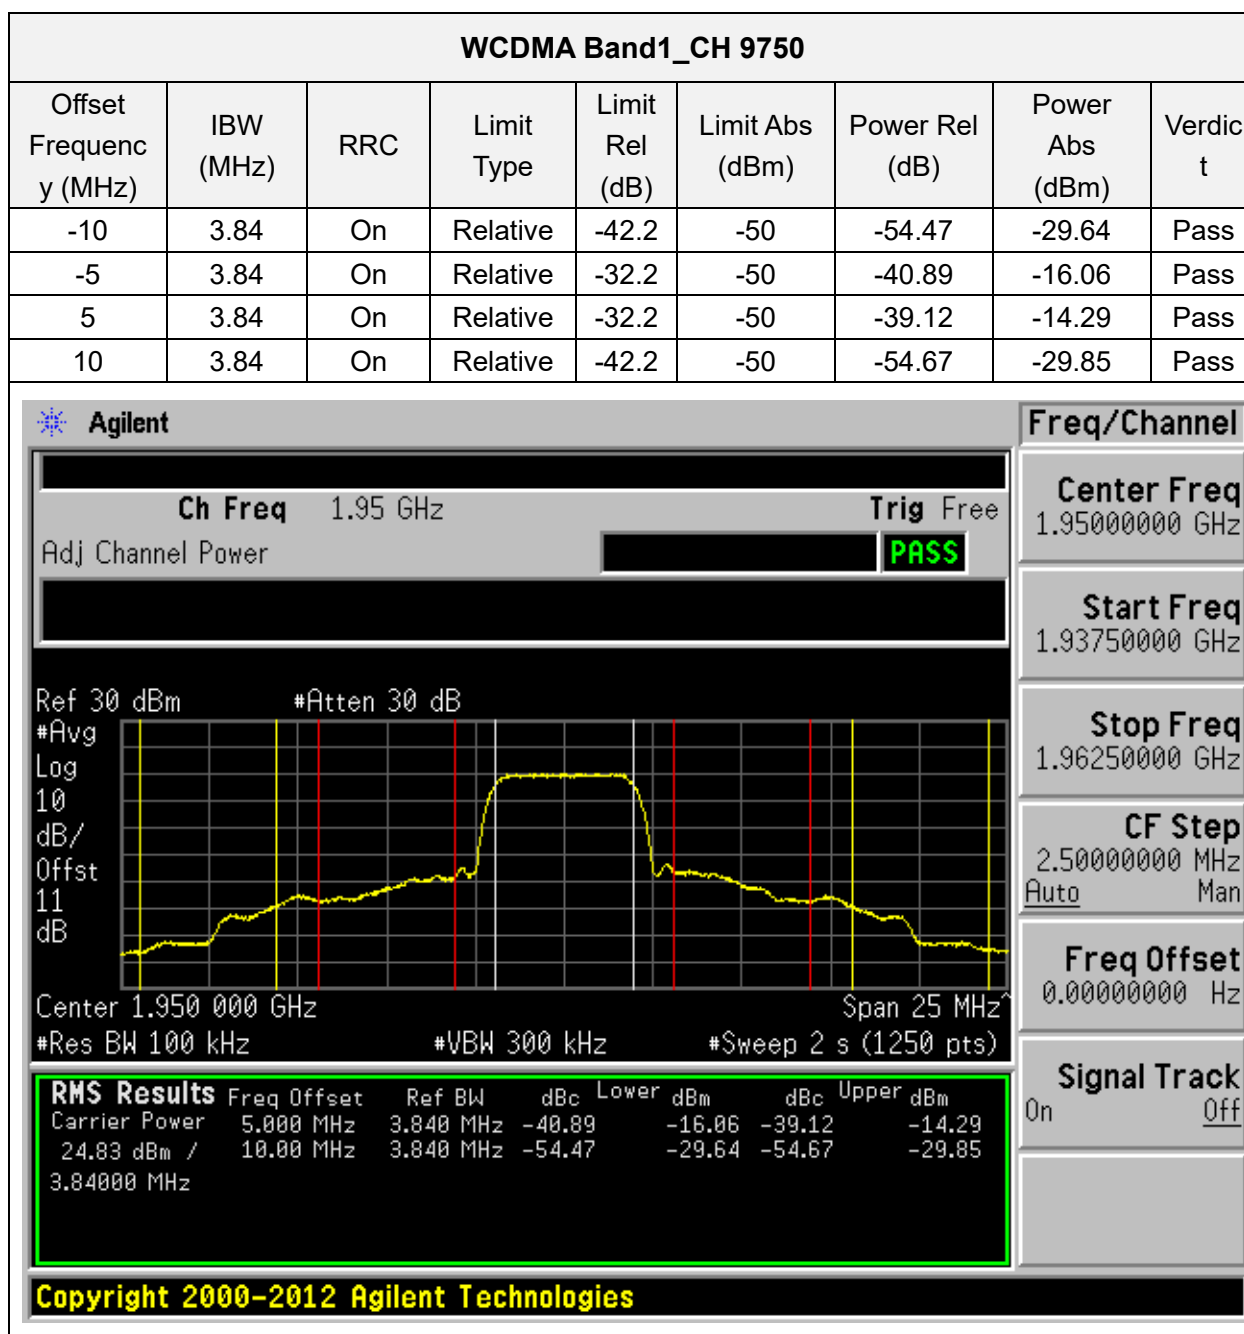 WCDMA Band1_CH 9750
Offset Frequenc y (MHz) IBW (MHz) RRC Limit Type Limit Rel (dB) Limit Abs (dBm) Power Rel (dB) Power Abs (dBm) Verdic t
-10 3.84 On Relative -42.2 -50 -54.47 -29.64 Pass
-5 3.84 On Relative -32.2 -50 -40.89 -16.06 Pass
5 3.84 On Relative -32.2 -50 -39.12 -14.29 Pass
10 3.84 On Relative -42.2 -50 -54.67 -29.85 Pass
Agilent
Ch Freq 1.95 GHz Trig Free
Adj Channel Power PASS
Ref 30 dBm #Atten 30 dB
#Avg
Log
10
dB/
Offst
11
dB
Center 1.950 000 GHz Span 25 MHz^
#Res BW 100 kHz #VBW 300 kHz #Sweep 2 s (1250 pts)
RMS Results Freq Offset Ref BW dBc Lower dBm dBc Upper dBm
Carrier Power 5.000 MHz 3.840 MHz -40.89 -16.06 -39.12 -14.29
24.83 dBm / 10.00 MHz 3.840 MHz -54.47 -29.64 -54.67 -29.85
3.84000 MHz
Freq/Channel
Center Freq
1.95000000 GHz
Start Freq
1.93750000 GHz
Stop Freq
1.96250000 GHz
CF Step
2.50000000 MHz
Auto Man
Freq Offset
0.00000000 Hz
Signal Track
On Off
Copyright 2000-2012 Agilent Technologies